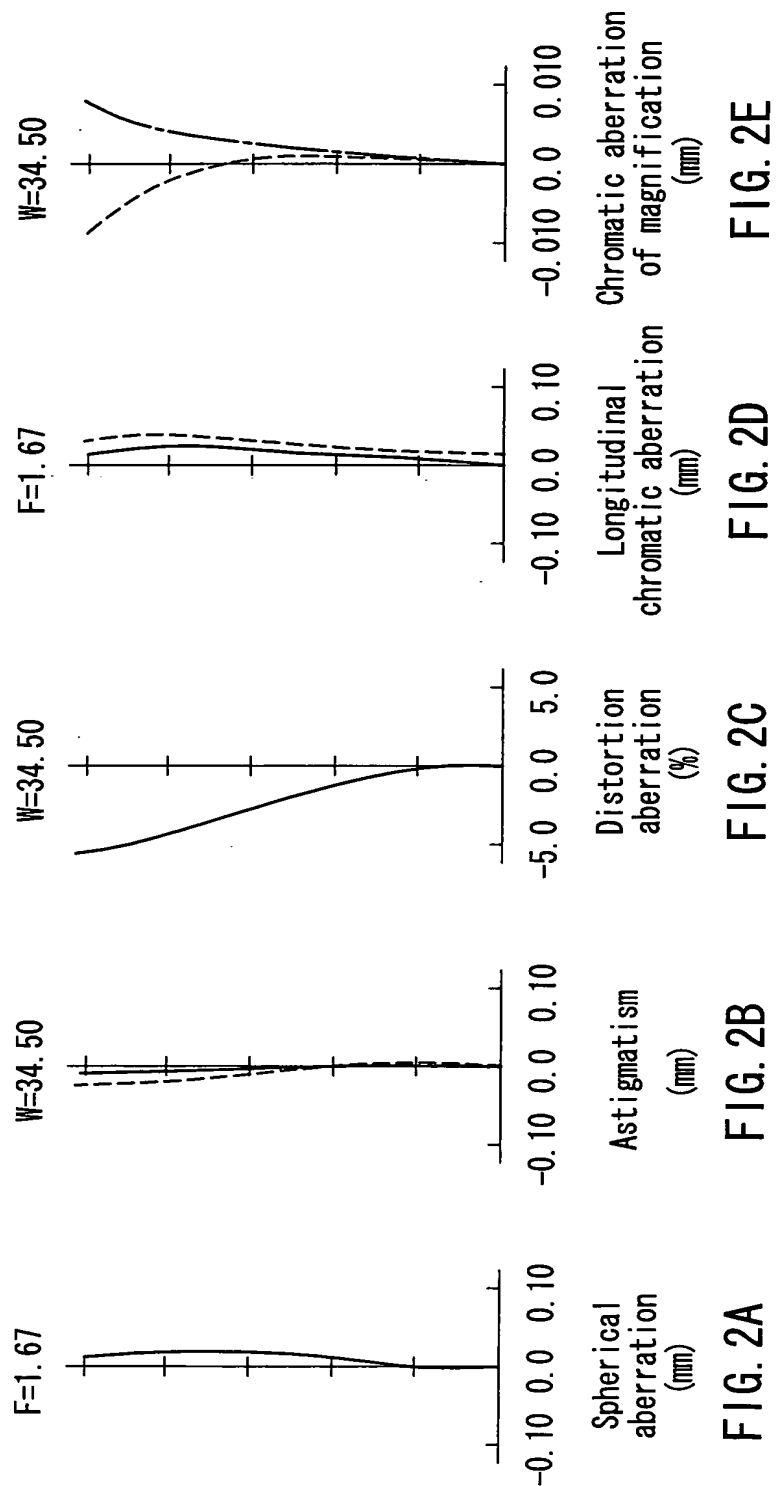 F=1.67
-0.10 0.0 0.10
Spherical
aberration
(mm)
FIG. 2A
W=34.50
-0.10 0.0 0.10
Astigmatism
(mm)
FIG. 2B
W=34.50
-5.0 0.0 5.0
Distortion
aberration
(%)
FIG. 2C
F=1.67
-0.10 0.0 0.10
Longitudinal
chromatic aberration
(mm)
FIG. 2D
W=34.50
-0.010 0.0 0.010
Chromatic aberration
of magnification
(mm)
FIG. 2E